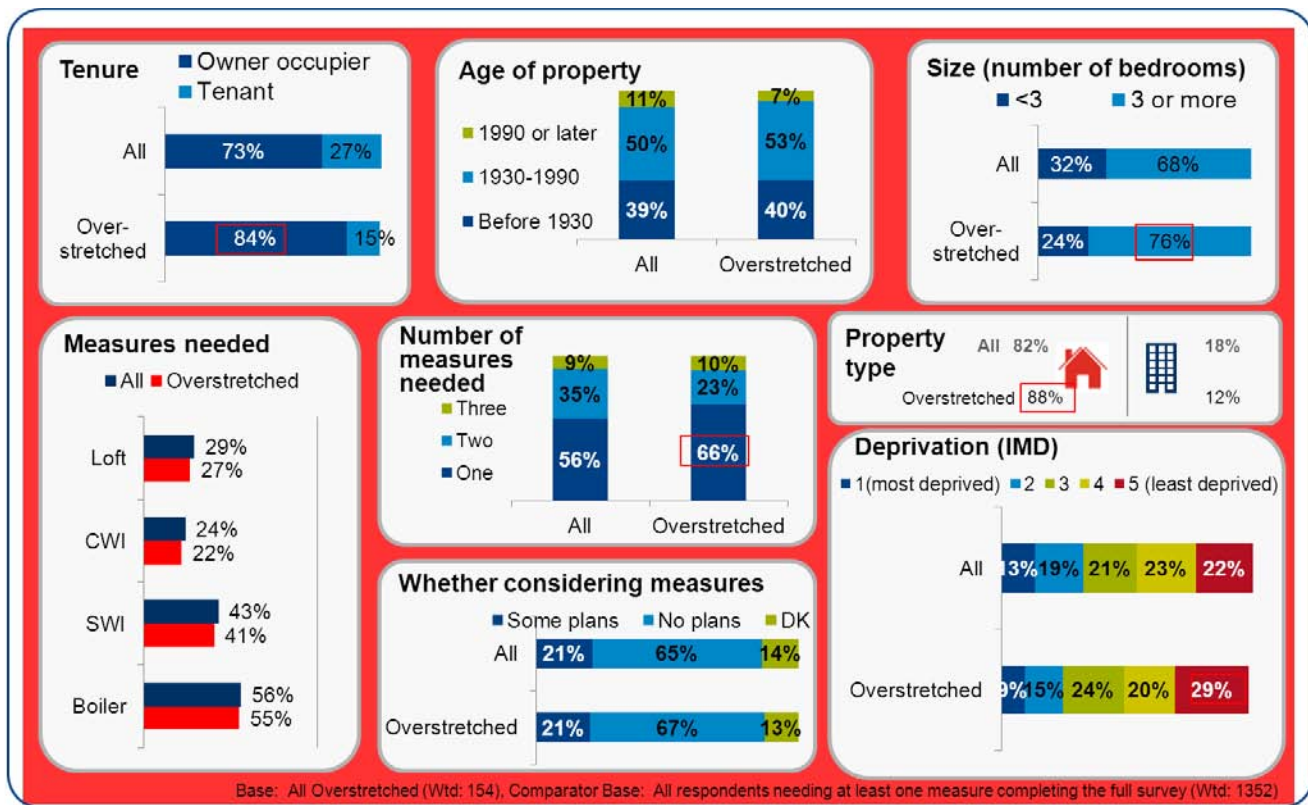 Tenure
Owner occupier
Tenant
All
73%
27%
Over-
stretched
84%
15%
Age of property
1990 or later
1930-1990
Before 1930
11%
50%
39%
7%
53%
40%
All
Overstretched
Size (number of bedrooms)
<3
3 or more
All
32%
68%
Over-
stretched
24%
76%
Measures needed
All
Overstretched
Loft
29%
27%
CWI
24%
22%
SWI
43%
41%
Boiler
56%
55%
Number of
measures
needed
Three
Two
One
9%
35%
56%
10%
23%
66%
All
Overstretched
Property
type
All 82%
18%
Overstretched 88%
12%
Whether considering measures
Some plans
No plans
DK
All
21%
65%
14%
Overstretched
21%
67%
13%
Deprivation (IMD)
1(most deprived)
2
3
4
5 (least deprived)
All
13%
19%
21%
23%
22%
Overstretched
9%
15%
24%
20%
29%
Base: All Overstretched (Wtd: 154), Comparator Base: All respondents needing at least one measure completing the full survey (Wtd: 1352)